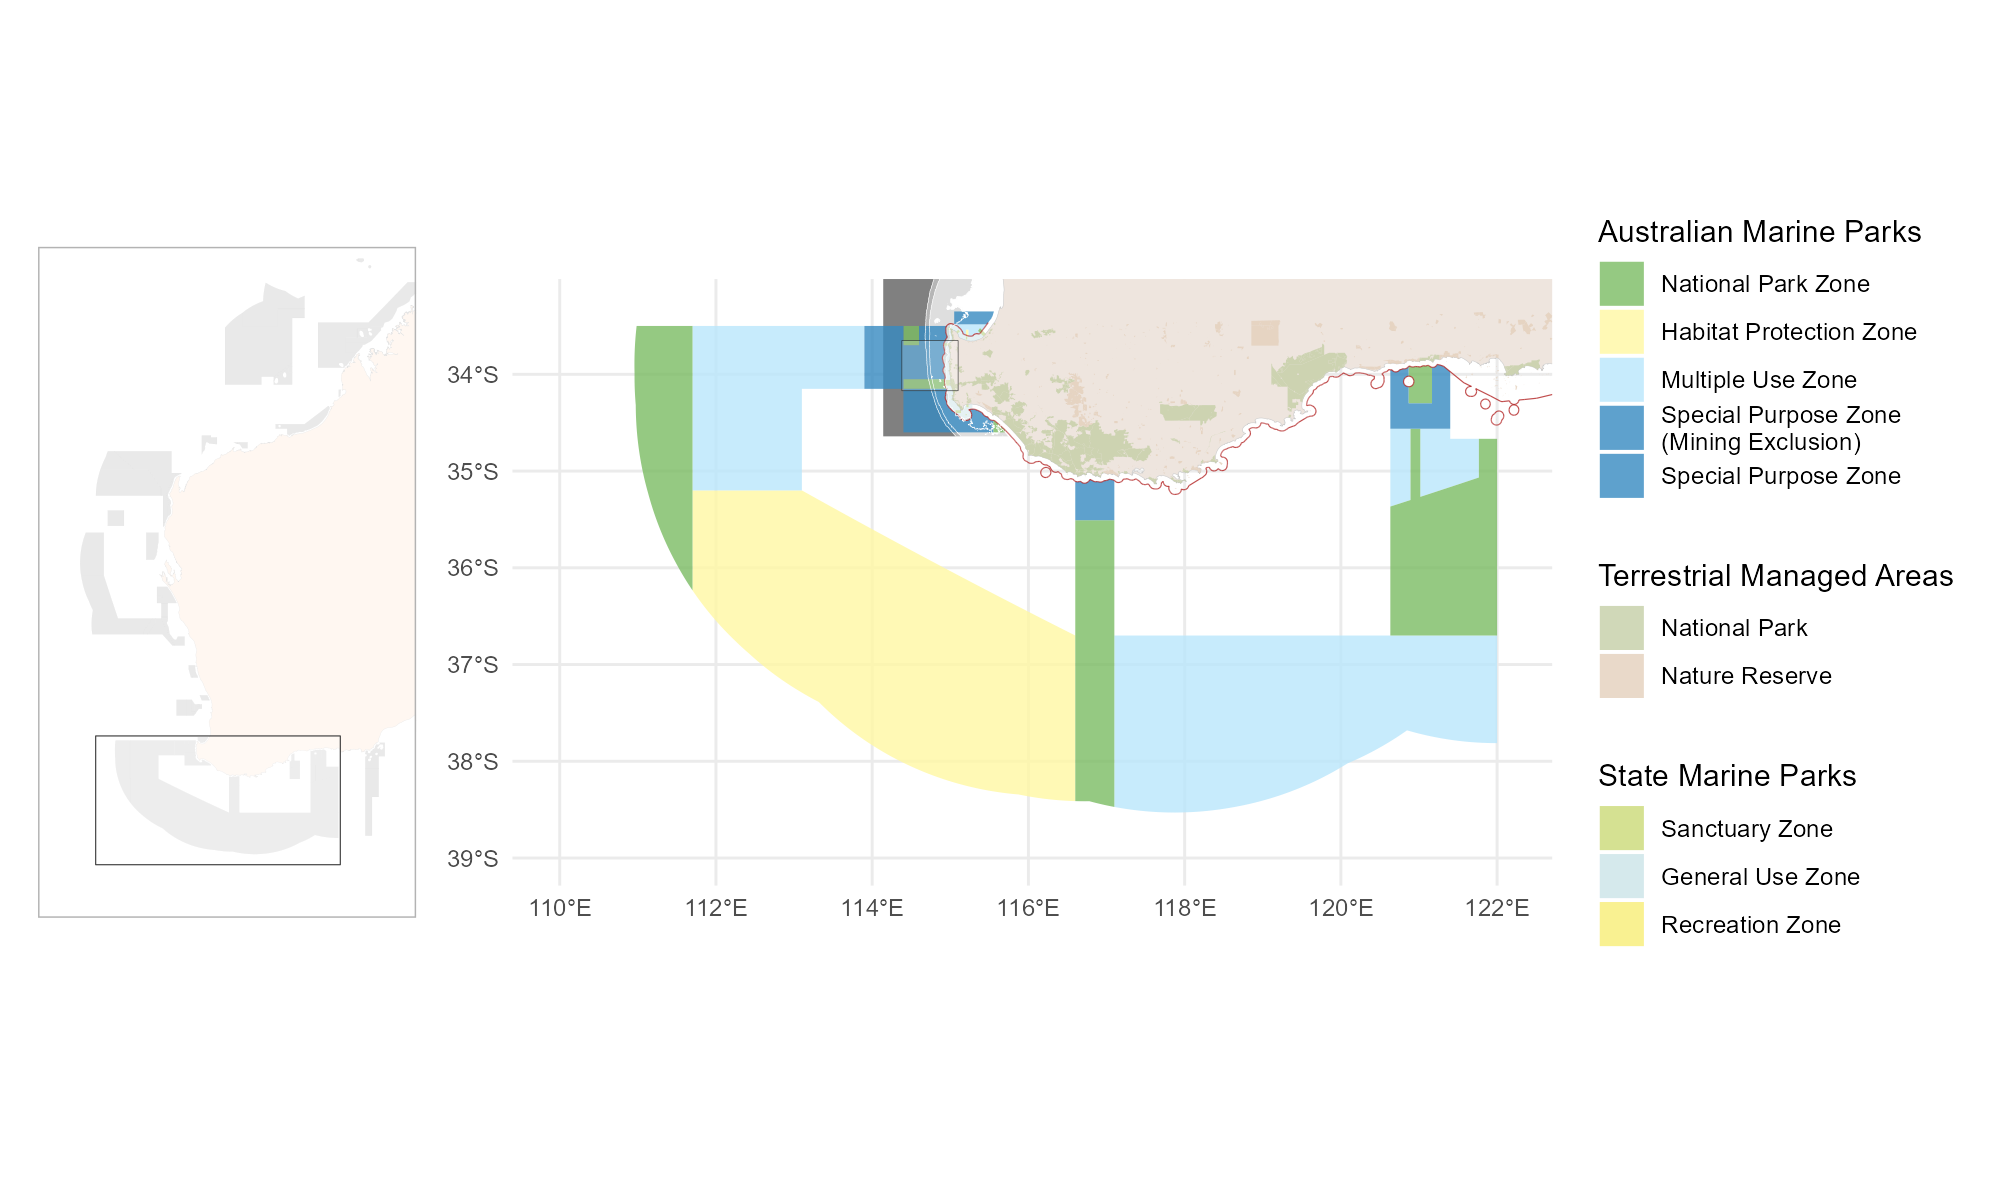 34°S
35°S
36°S
37°S
38°S
39°S
110°E
112°E
114°E
116°E
118°E
120°E
122°E
Australian Marine Parks
National Park Zone
Habitat Protection Zone
Multiple Use Zone
Special Purpose Zone
(Mining Exclusion)
Special Purpose Zone
Terrestrial Managed Areas
National Park
Nature Reserve
State Marine Parks
Sanctuary Zone
General Use Zone
Recreation Zone